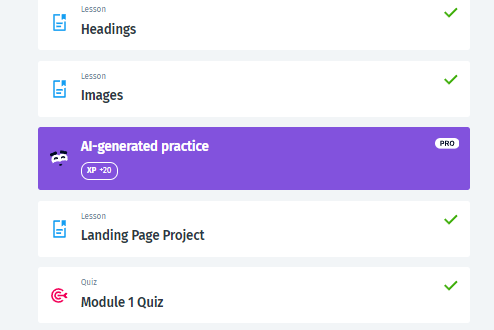 Lesson
Headings
Lesson
Images
AI-generated practice
PRO
XP +20
Lesson
Landing Page Project
Quiz
Module 1 Quiz